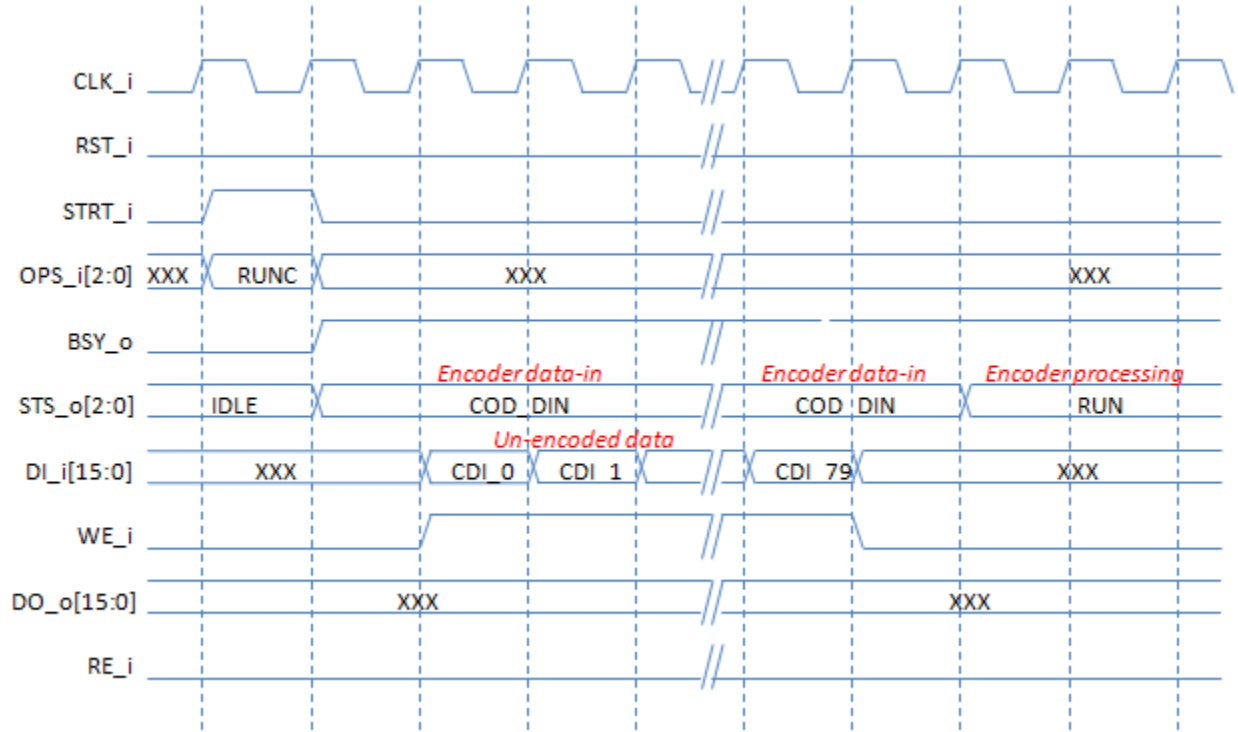 CLK_i
RST_i
STRT_i
OPS_i[2:0] XXX RUNC XXX XXX
BSY_o
Encoder data-in Encoder data-in Encoder processing
STS_o[2:0] IDLE COD_DIN COD_DIN RUN
Un-encoded data
DI_i[15:0] XXX CDI_0 CDI_1 CDI_79 XXX
WE_i
DO_o[15:0] XXX XXX
RE_i